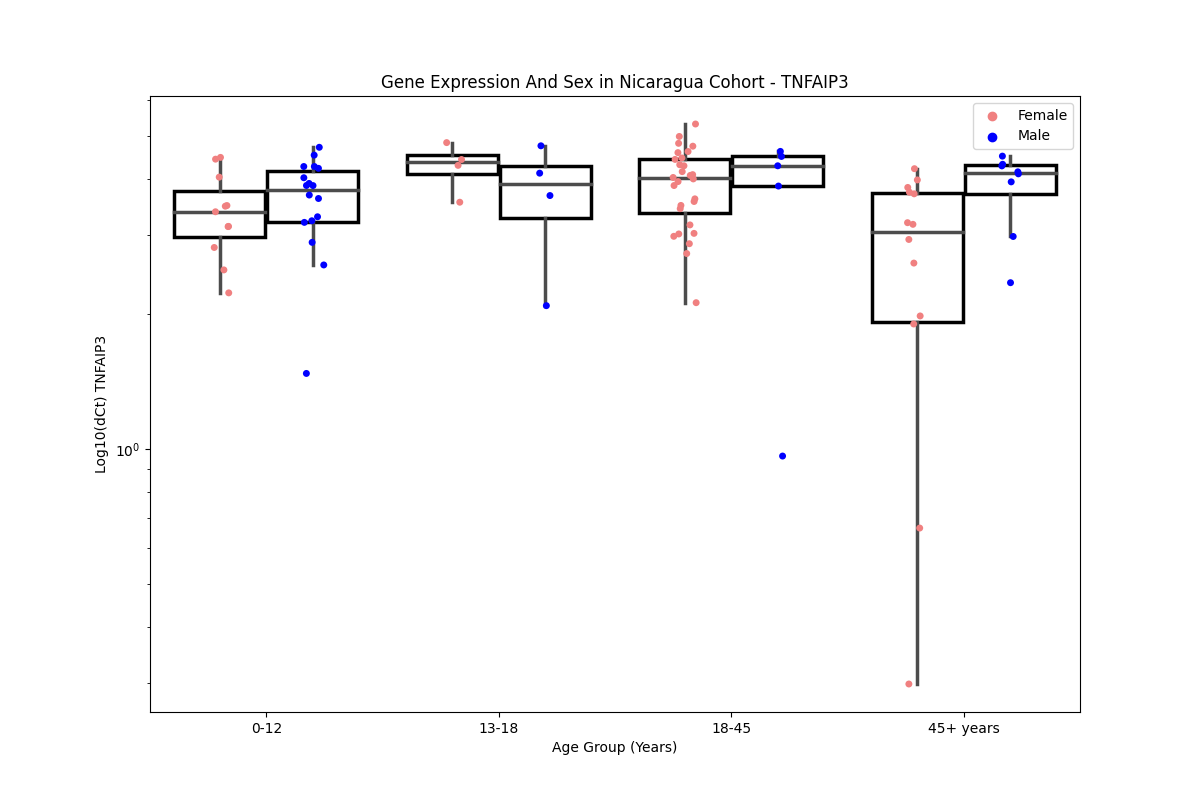 Gene Expression And Sex in Nicaragua Cohort - TNFAIP3
Female
Male
Log10(dCt) TNFAIP3
10⁰
0-12
13-18
18-45
45+ years
Age Group (Years)